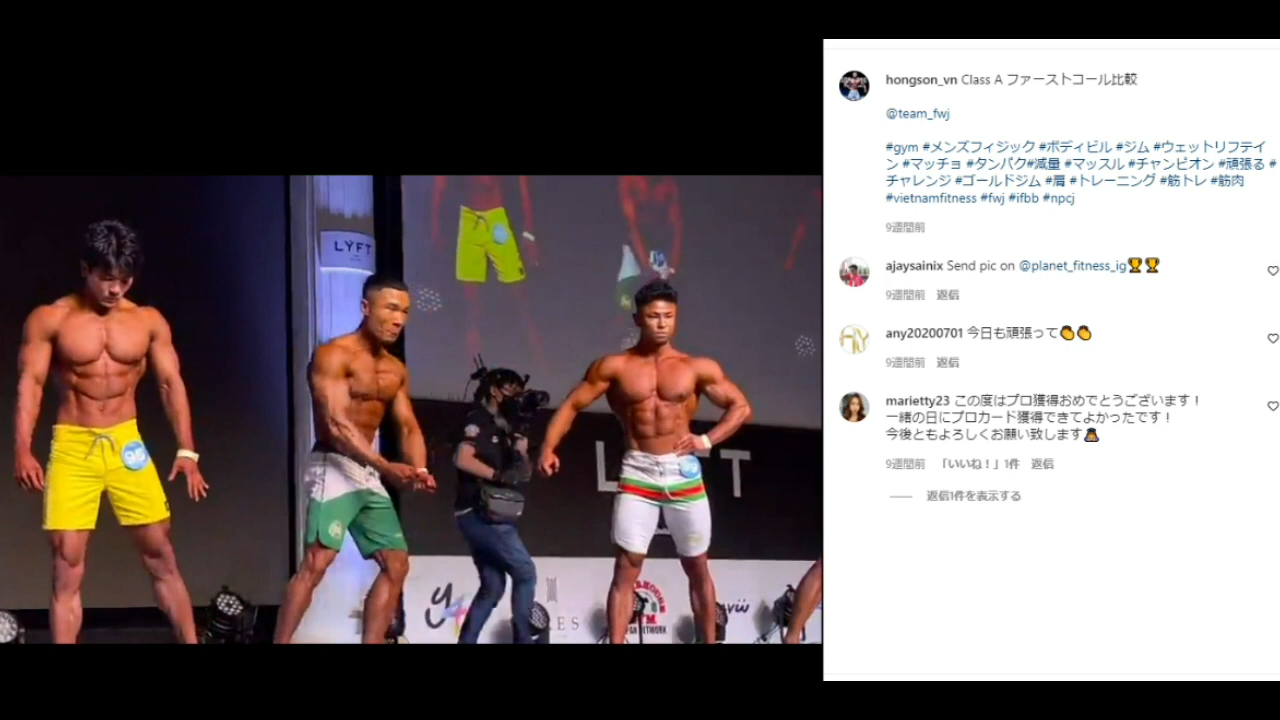 LYFT
95
LYFT
hongson_vn Class A ファーストコール比較
@team_fwj
#gym #メンズフィジック #ボディビル #ジム #ウェットリフテイ
ン #マッチョ #タンパク#減量 #マッスル #チャンピオン #頑張る #
チャレンジ #ゴールドジム #肩 #トレーニング #筋トレ #筋肉
#vietnamfitness #fwj #ifbb #npcj
9週間前
ajaysainix Send pic on @planet_fitness_ig🏆🏆
9週間前 返信
any20200701 今日も頑張って👏👏
9週間前 返信
marietty23 この度はプロ獲得おめでとうございます！
一緒の日にプロカード獲得できてよかったです！
今後ともよろしくお願い致します🙇
9週間前 「いいね！」1件 返信
返信1件を表示する